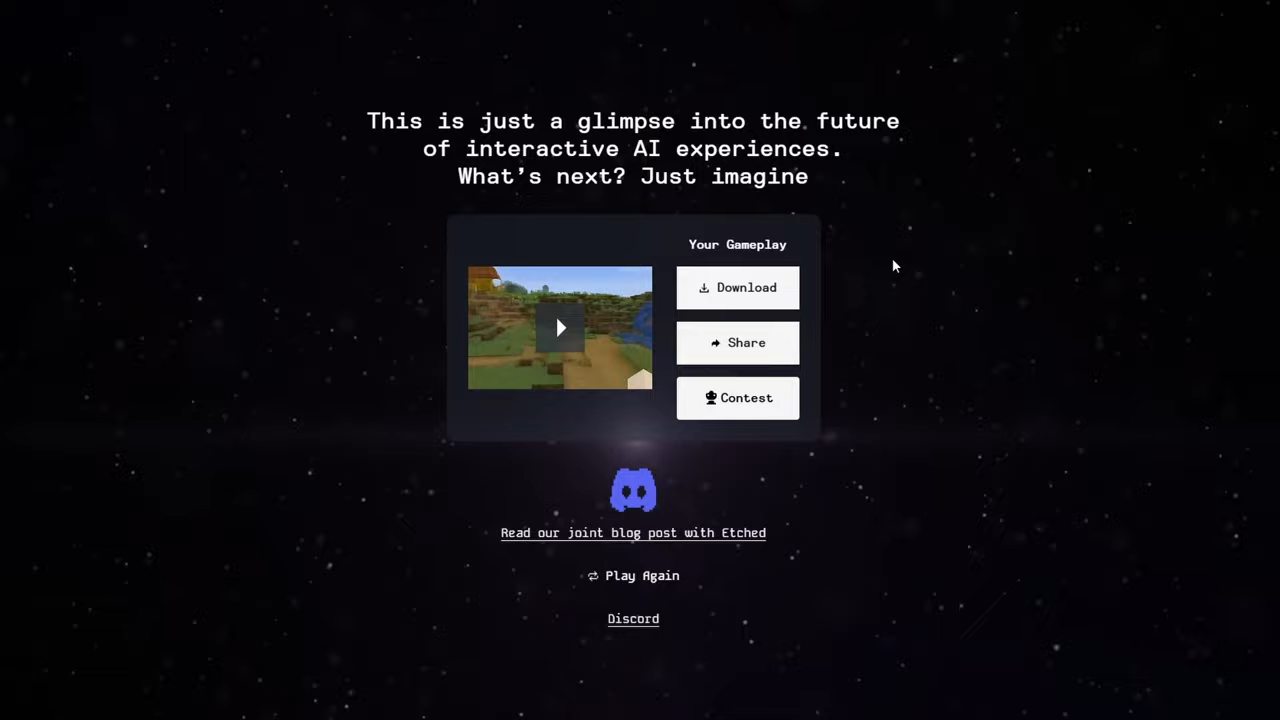 This is just a glimpse into the future
of interactive AI experiences.
What's next? Just imagine
Your Gameplay
Download
Share
Contest
Read our joint blog post with Etched
Play Again
Discord